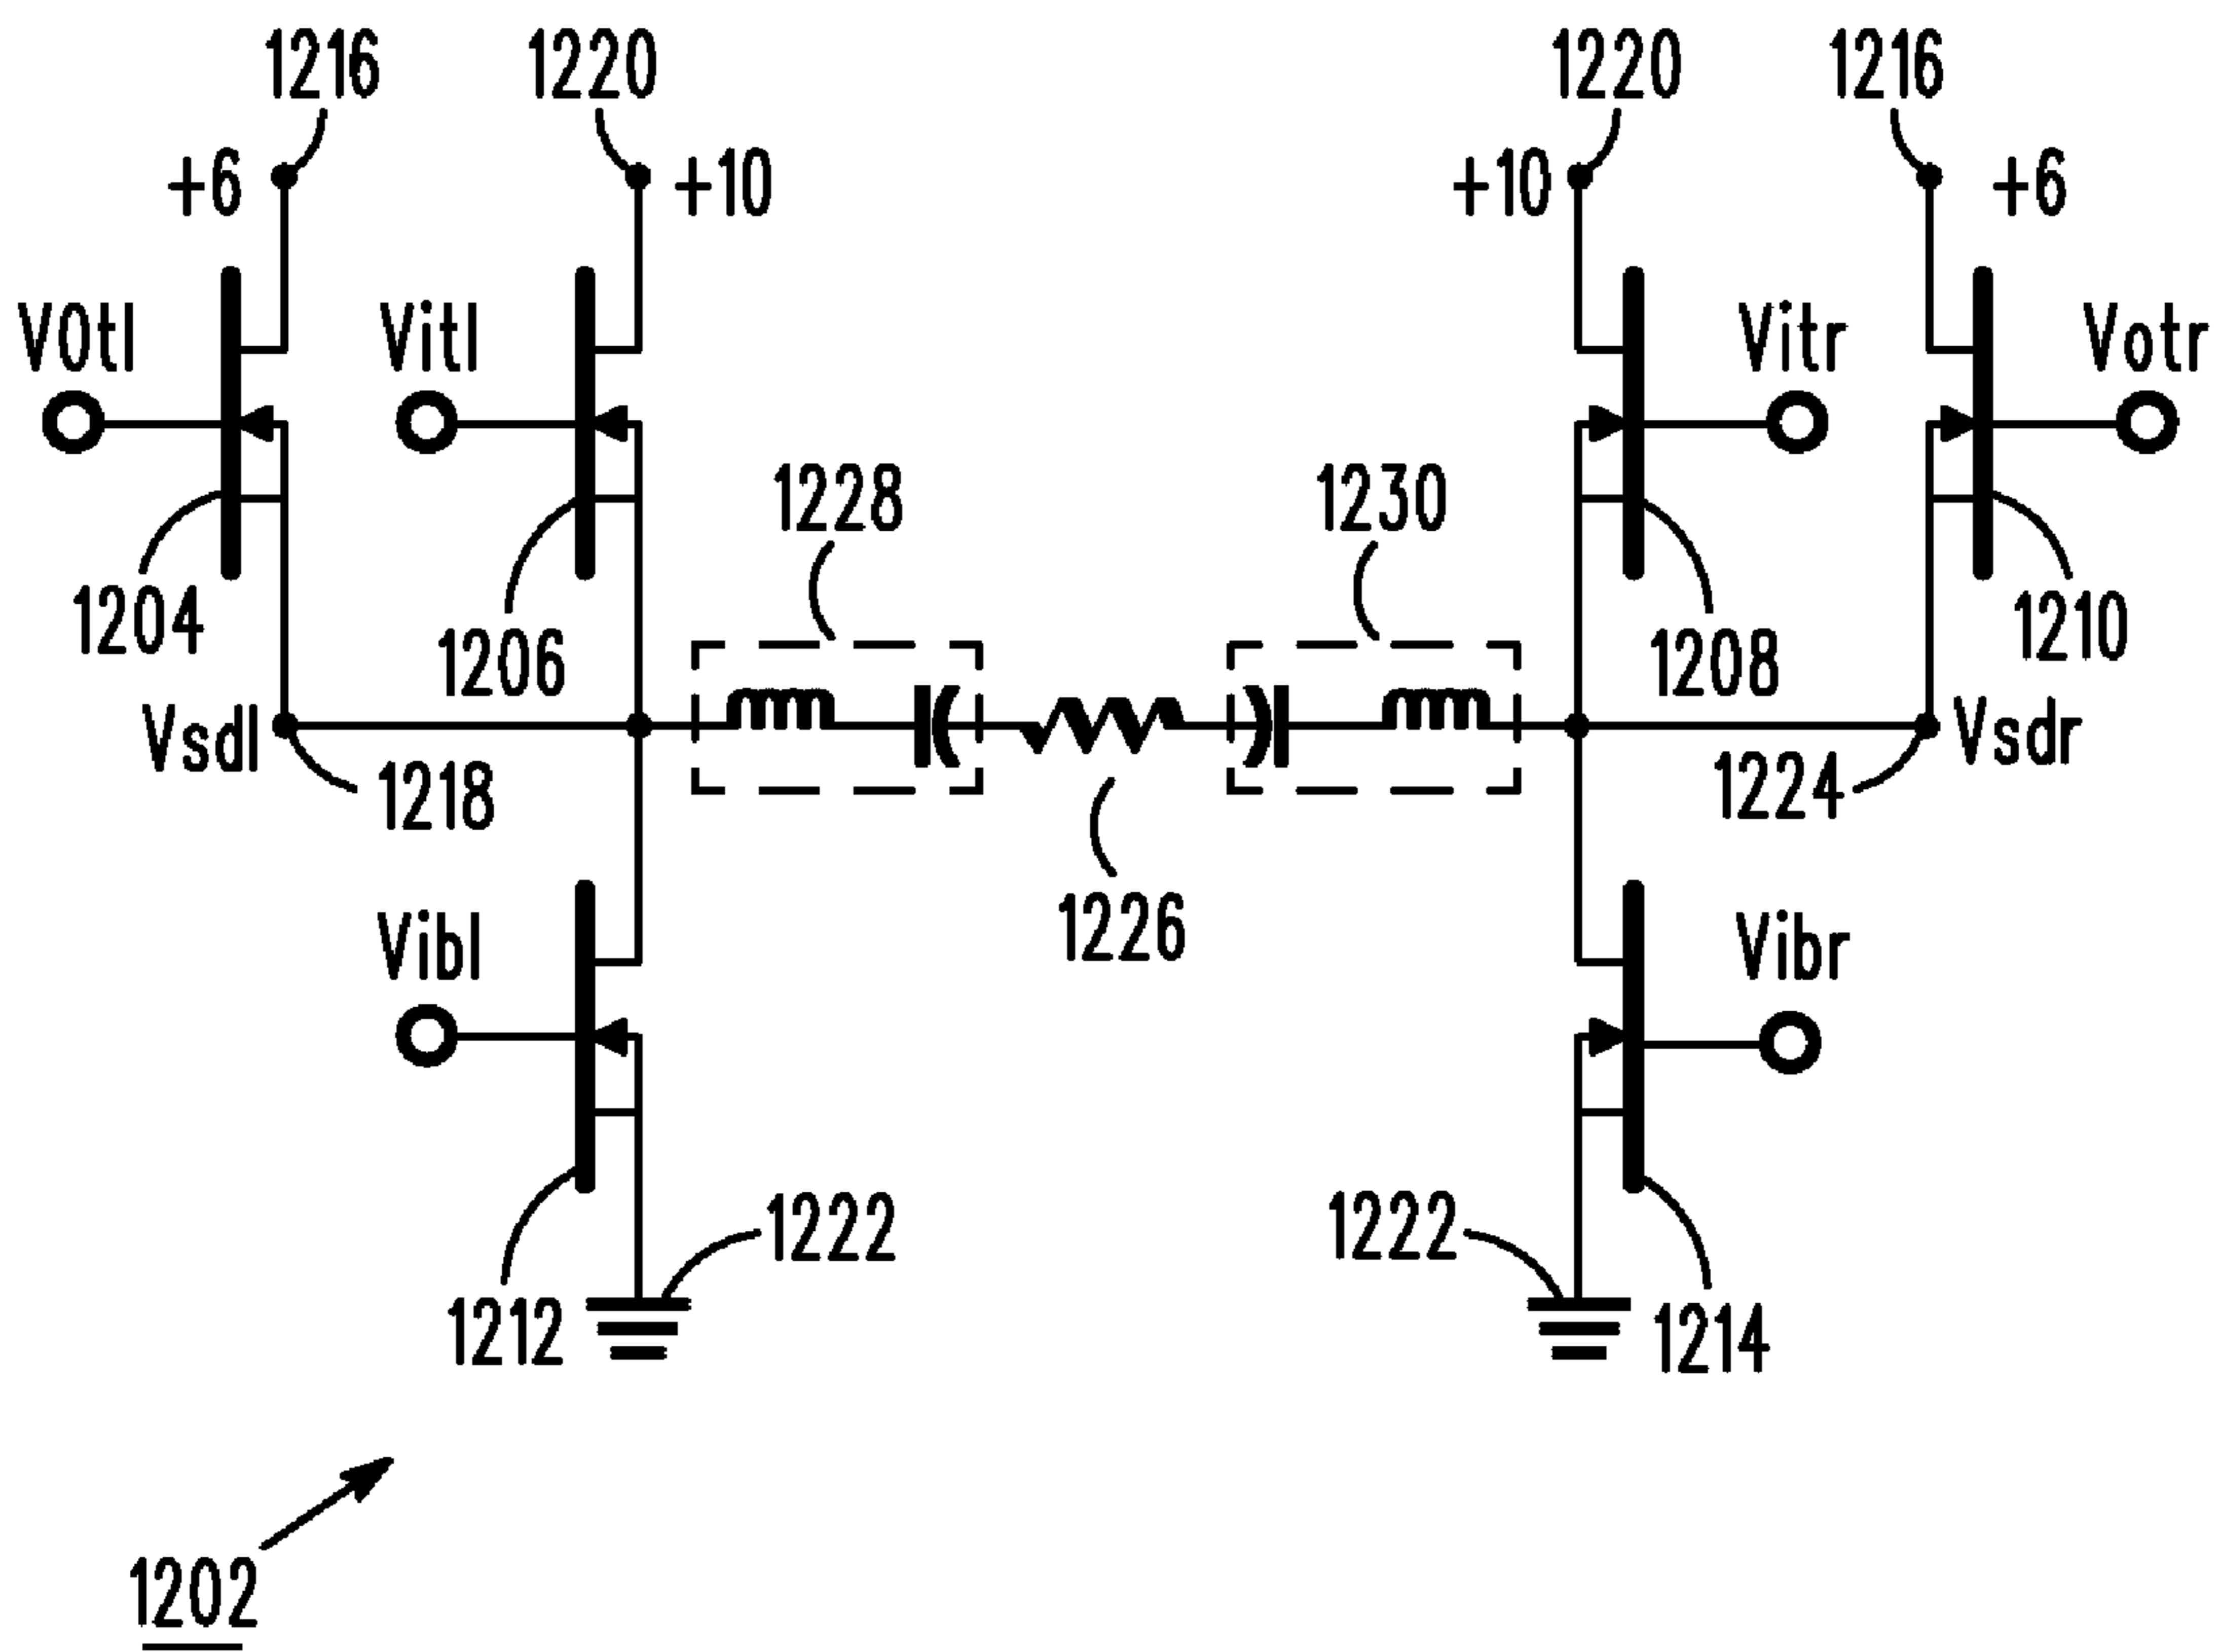 1216 1220 1220 1216
+6 +10 +10 +6
V0tl Vitl Vitr Votr
1228 1230
1204 1206 1208 1210
Vsdl 1218 1224 Vsdr
1226
Vibl Vibr
1222 1222
1212 1214
1202